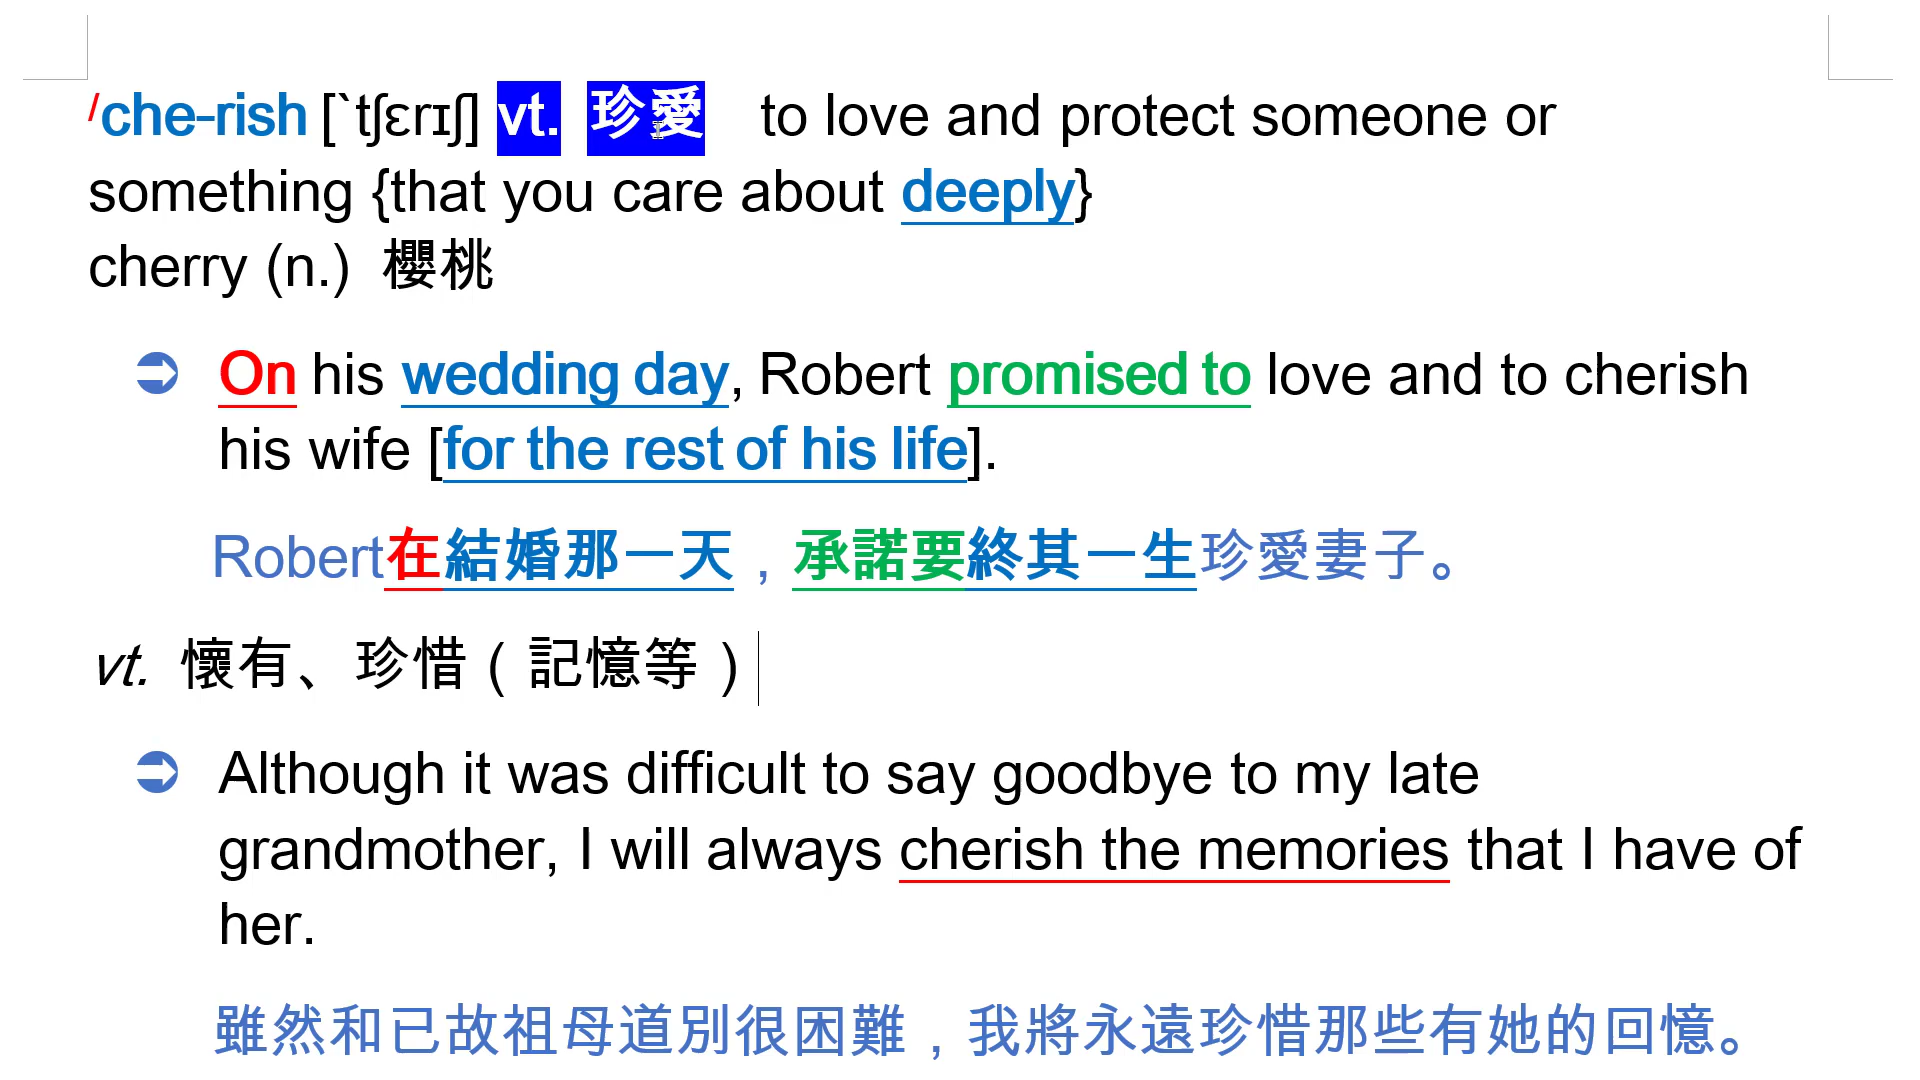 /che-rish [ˋtʃɛrɪʃ] vt. 珍愛 to love and protect someone or
something {that you care about deeply}
cherry (n.) 櫻桃
On his wedding day, Robert promised to love and to cherish
his wife [for the rest of his life].
Robert在結婚那一天，承諾要終其一生珍愛妻子。
vt. 懷有、珍惜（記憶等）
Although it was difficult to say goodbye to my late
grandmother, I will always cherish the memories that I have of
her.
雖然和已故祖母道別很困難，我將永遠珍惜那些有她的回憶。